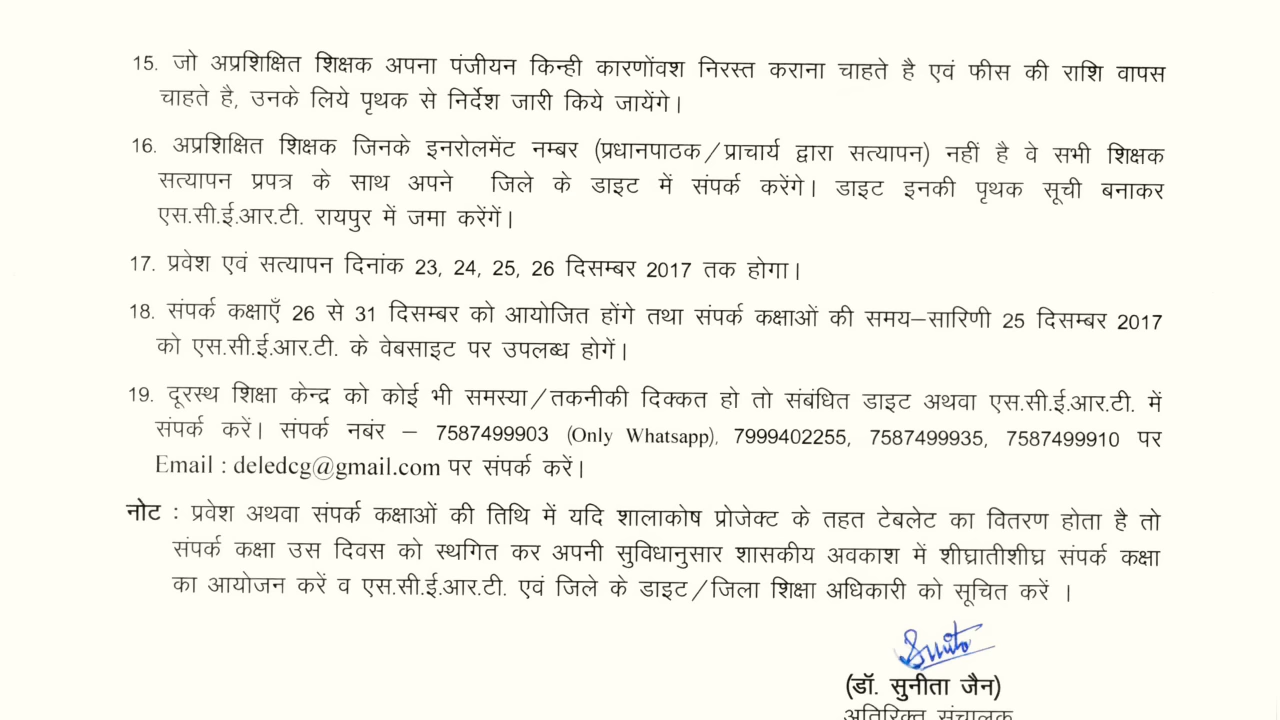 15. जो अप्रशिक्षित शिक्षक अपना पंजीयन किन्ही कारणोंवश निरस्त कराना चाहते है एवं फीस की राशि वापस
चाहते है, उनके लिये पृथक से निर्देश जारी किये जायेंगे।
16. अप्रशिक्षित शिक्षक जिनके इनरोलमेंट नम्बर (प्रधानपाठक/प्राचार्य द्वारा सत्यापन) नहीं है वे सभी शिक्षक
सत्यापन प्रपत्र के साथ अपने जिले के डाइट में संपर्क करेंगे। डाइट इनकी पृथक सूची बनाकर
एस.सी.ई.आर.टी. रायपुर में जमा करेंगें।
17. प्रवेश एवं सत्यापन दिनांक 23, 24, 25, 26 दिसम्बर 2017 तक होगा।
18. संपर्क कक्षाएँ 26 से 31 दिसम्बर को आयोजित होंगे तथा संपर्क कक्षाओं की समय–सारिणी 25 दिसम्बर 2017
को एस.सी.ई.आर.टी. के वेबसाइट पर उपलब्ध होगें।
19. दूरस्थ शिक्षा केन्द्र को कोई भी समस्या/तकनीकी दिक्कत हो तो संबंधित डाइट अथवा एस.सी.ई.आर.टी. में
संपर्क करें। संपर्क नबंर – 7587499903 (Only Whatsapp), 7999402255, 7587499935, 7587499910 पर
Email : deledcg@gmail.com पर संपर्क करें।
नोट : प्रवेश अथवा संपर्क कक्षाओं की तिथि में यदि शालाकोष प्रोजेक्ट के तहत टेबलेट का वितरण होता है तो
संपर्क कक्षा उस दिवस को स्थगित कर अपनी सुविधानुसार शासकीय अवकाश में शीघ्रातीशीघ्र संपर्क कक्षा
का आयोजन करें व एस.सी.ई.आर.टी. एवं जिले के डाइट/जिला शिक्षा अधिकारी को सूचित करें ।
(डॉ. सुनीता जैन)
अतिरिक्त संचालक